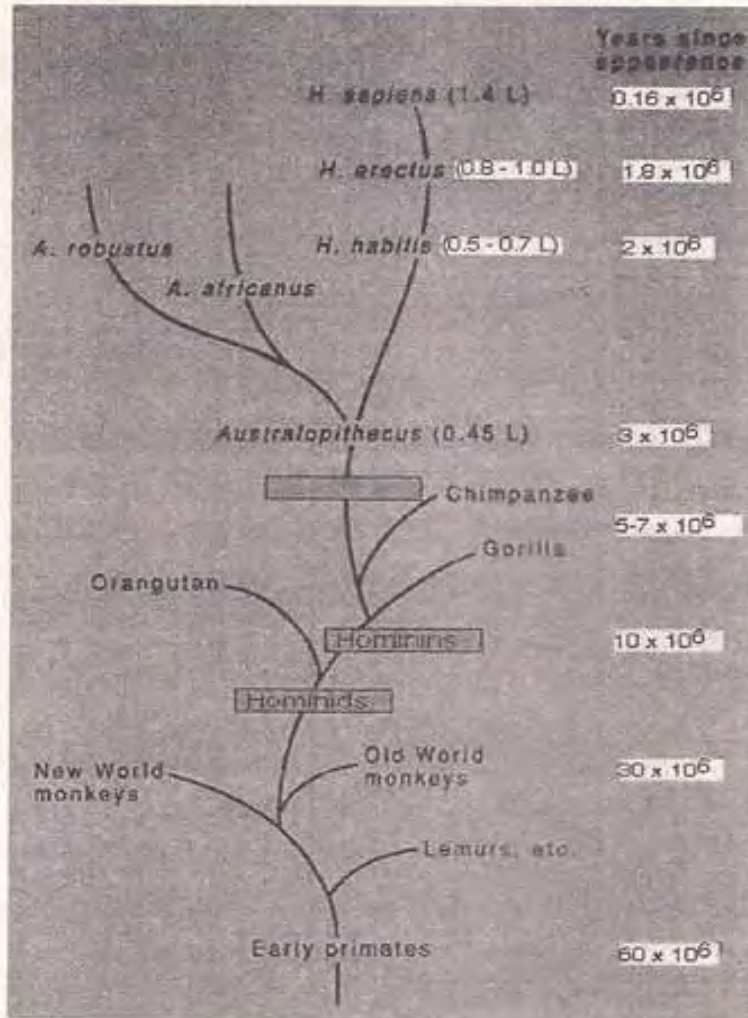 Years since
appearence
H. sapiens (1.4 L)
0.16 x 10⁶
H. erectus (0.8 - 1.0 L)
1.8 x 10⁶
A. robustus
H. habilis (0.5 - 0.7 L)
2 x 10⁶
A. africanus
Australopithecus (0.45 L)
3 x 10⁶
Chimpanzee
5-7 x 10⁶
Gorilla
Orangutan
Hominins
10 x 10⁶
Hominids
Old World
monkeys
New World
monkeys
30 x 10⁶
Lemurs, etc.
Early primates
60 x 10⁶